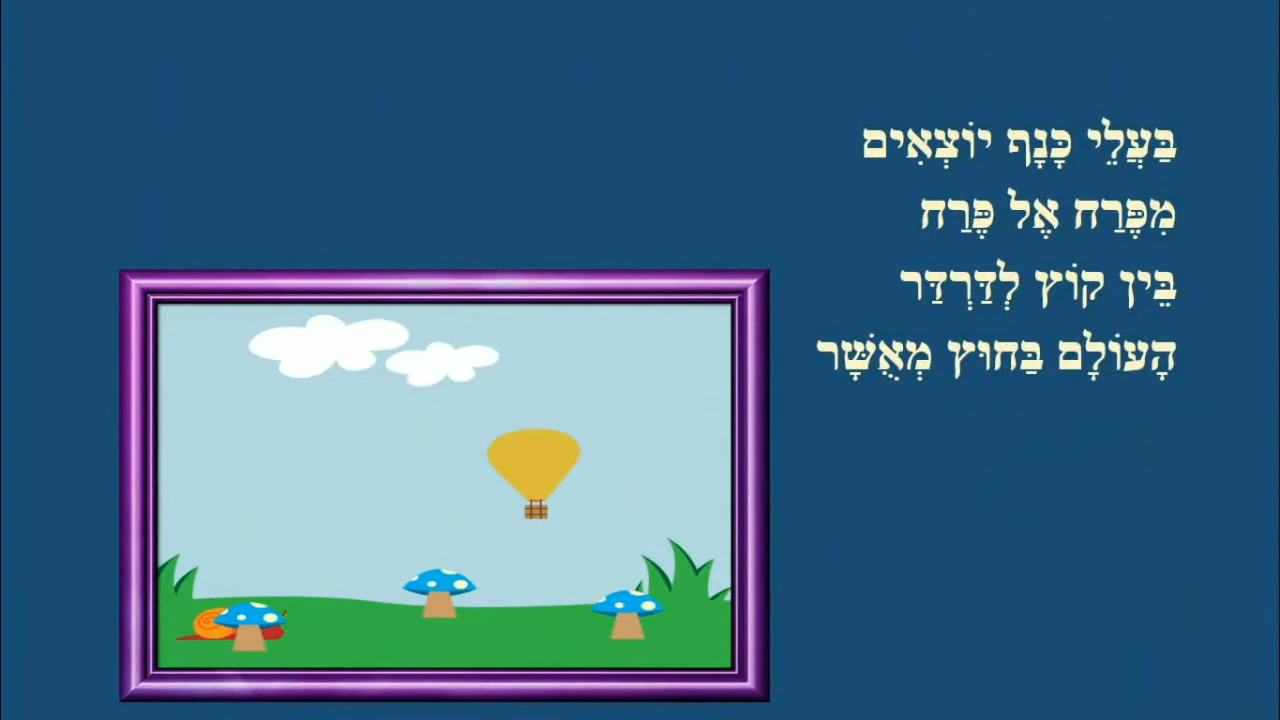 בַּעֲלֵי כָּנָף יוֹצְאִים
מִפֶּרַח אֶל פֶּרַח
בֵּין קוֹץ לְדַרְדַּר
הָעוֹלָם בַּחוּץ מְאֻשָּׁר